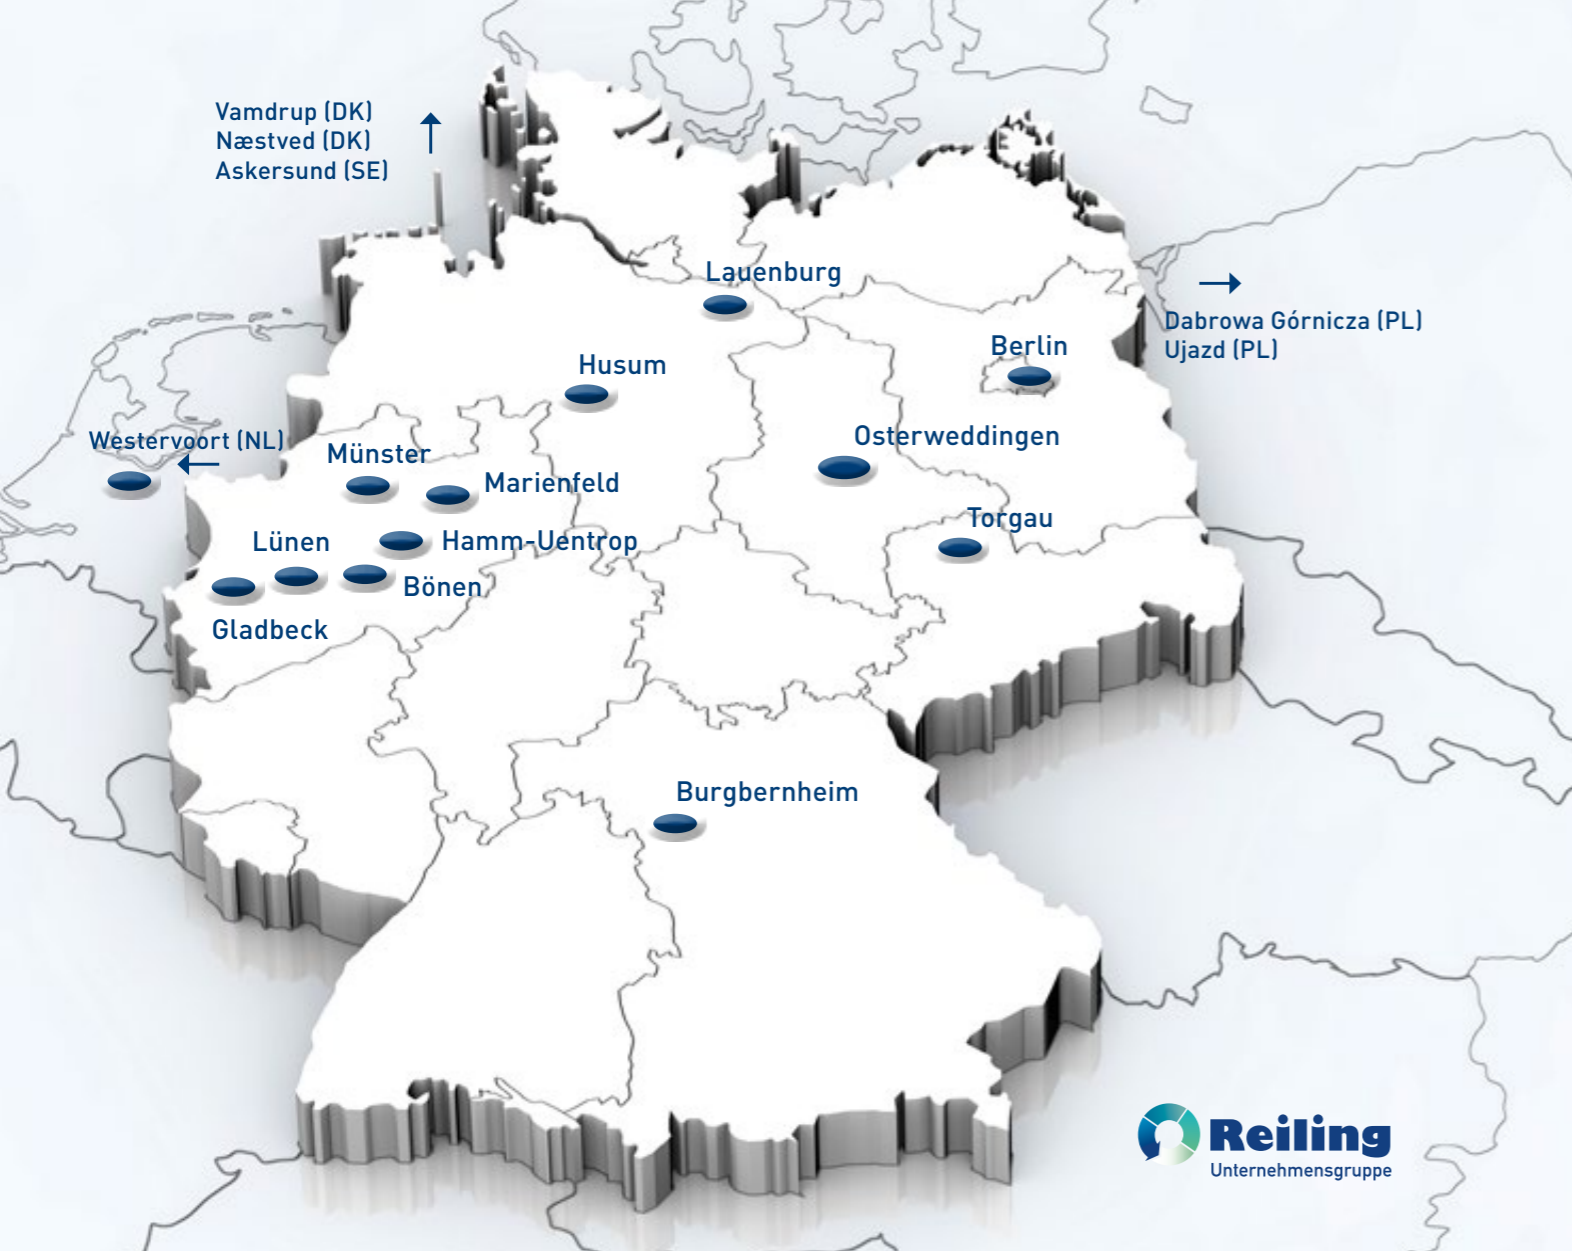 Vamdrup (DK)
Næstved (DK)
Askersund (SE)
Lauenburg
Dabrowa Górnicza (PL)
Ujazd (PL)
Berlin
Husum
Westervoort (NL)
Münster
Osterweddingen
Marienfeld
Torgau
Lünen
Hamm-Uentrop
Bönen
Gladbeck
Burgbernheim
Reiling
Unternehmensgruppe